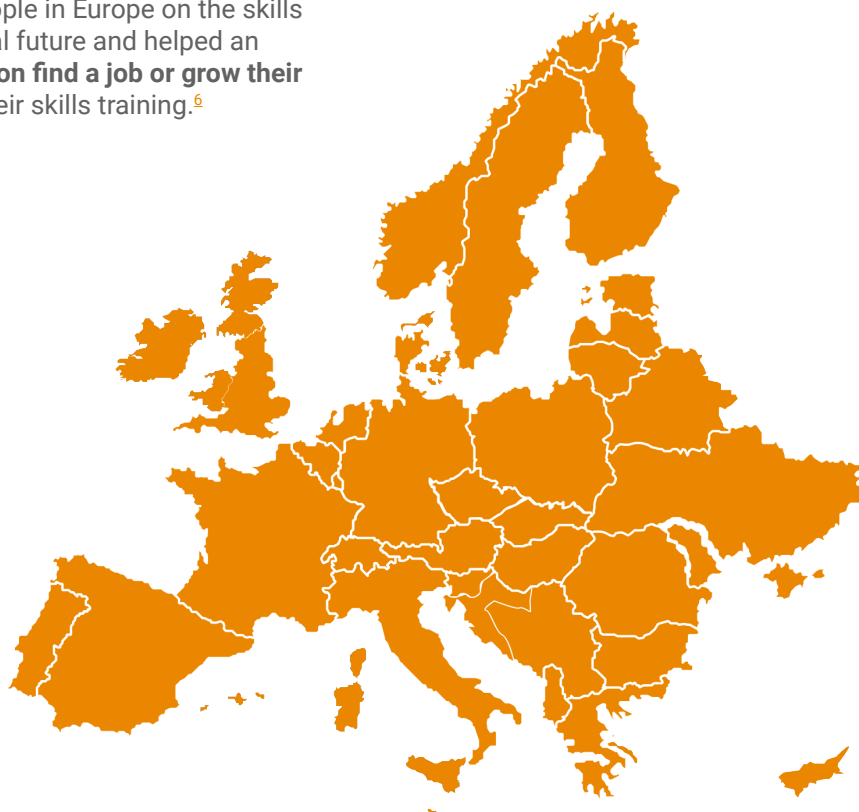 ple in Europe on the skills
al future and helped an
on find a job or grow their
eir skills training.6